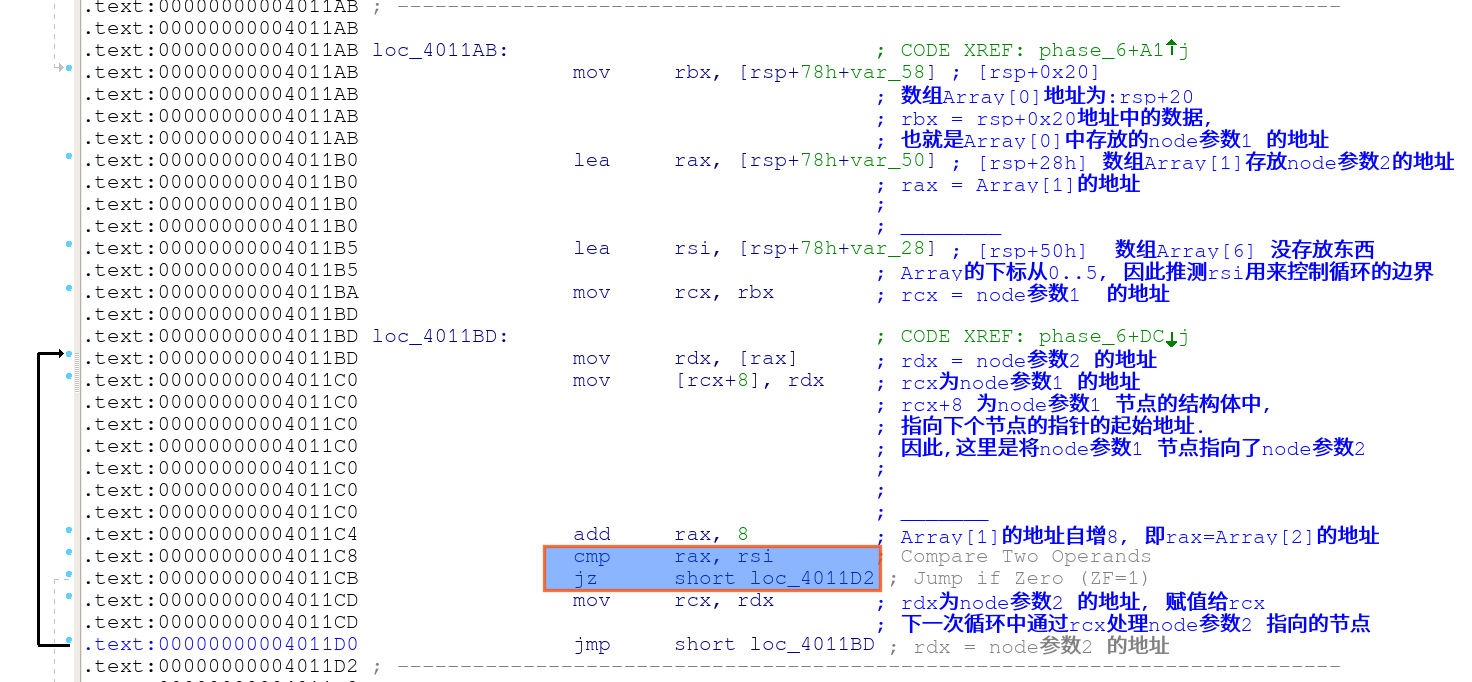 .text:00000000004011AB ; ---------------------------------------------------------------------------
.text:00000000004011AB
.text:00000000004011AB loc_4011AB: ; CODE XREF: phase_6+A1↑j
.text:00000000004011AB mov rbx, [rsp+78h+var_58] ; [rsp+0x20]
.text:00000000004011AB ; 数组Array[0]地址为:rsp+20
.text:00000000004011AB ; rbx = rsp+0x20地址中的数据,
.text:00000000004011AB ; 也就是Array[0]中存放的node参数1 的地址
.text:00000000004011B0 lea rax, [rsp+78h+var_50] ; [rsp+28h] 数组Array[1]存放node参数2的地址
.text:00000000004011B0 ; rax = Array[1]的地址
.text:00000000004011B0 ;
.text:00000000004011B0 ; ________
.text:00000000004011B5 lea rsi, [rsp+78h+var_28] ; [rsp+50h] 数组Array[6] 没存放东西
.text:00000000004011B5 ; Array的下标从0..5, 因此推测rsi用来控制循环的边界
.text:00000000004011BA mov rcx, rbx ; rcx = node参数1 的地址
.text:00000000004011BD
.text:00000000004011BD loc_4011BD: ; CODE XREF: phase_6+DC↓j
.text:00000000004011BD mov rdx, [rax] ; rdx = node参数2 的地址
.text:00000000004011C0 mov [rcx+8], rdx ; rcx为node参数1 的地址
.text:00000000004011C0 ; rcx+8 为node参数1 节点的结构体中,
.text:00000000004011C0 ; 指向下个节点的指针的起始地址.
.text:00000000004011C0 ; 因此,这里是将node参数1 节点指向了node参数2
.text:00000000004011C0 ;
.text:00000000004011C0 ;
.text:00000000004011C0 ; _______
.text:00000000004011C4 add rax, 8 ; Array[1]的地址自增8, 即rax=Array[2]的地址
.text:00000000004011C8 cmp rax, rsi ; Compare Two Operands
.text:00000000004011CB jz short loc_4011D2 ; Jump if Zero (ZF=1)
.text:00000000004011CD mov rcx, rdx ; rdx为node参数2 的地址, 赋值给rcx
.text:00000000004011CD ; 下一次循环中通过rcx处理node参数2 指向的节点
.text:00000000004011D0 jmp short loc_4011BD ; rdx = node参数2 的地址
.text:00000000004011D2 ; ---------------------------------------------------------------------------